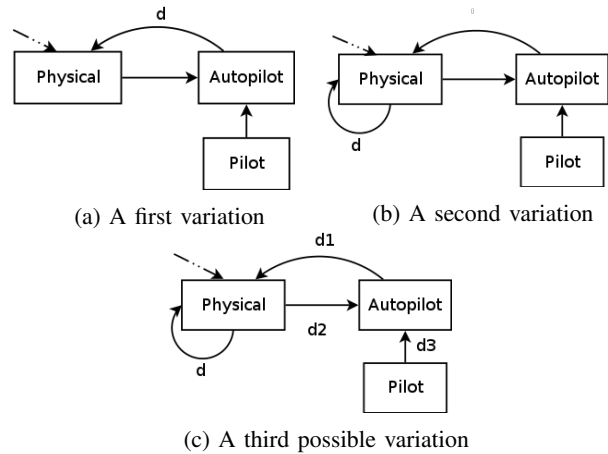 d
Physical
Autopilot
Pilot
(a) A first variation
Physical
Autopilot
d
Pilot
(b) A second variation
d1
Physical
Autopilot
d2
d3
d
Pilot
(c) A third possible variation